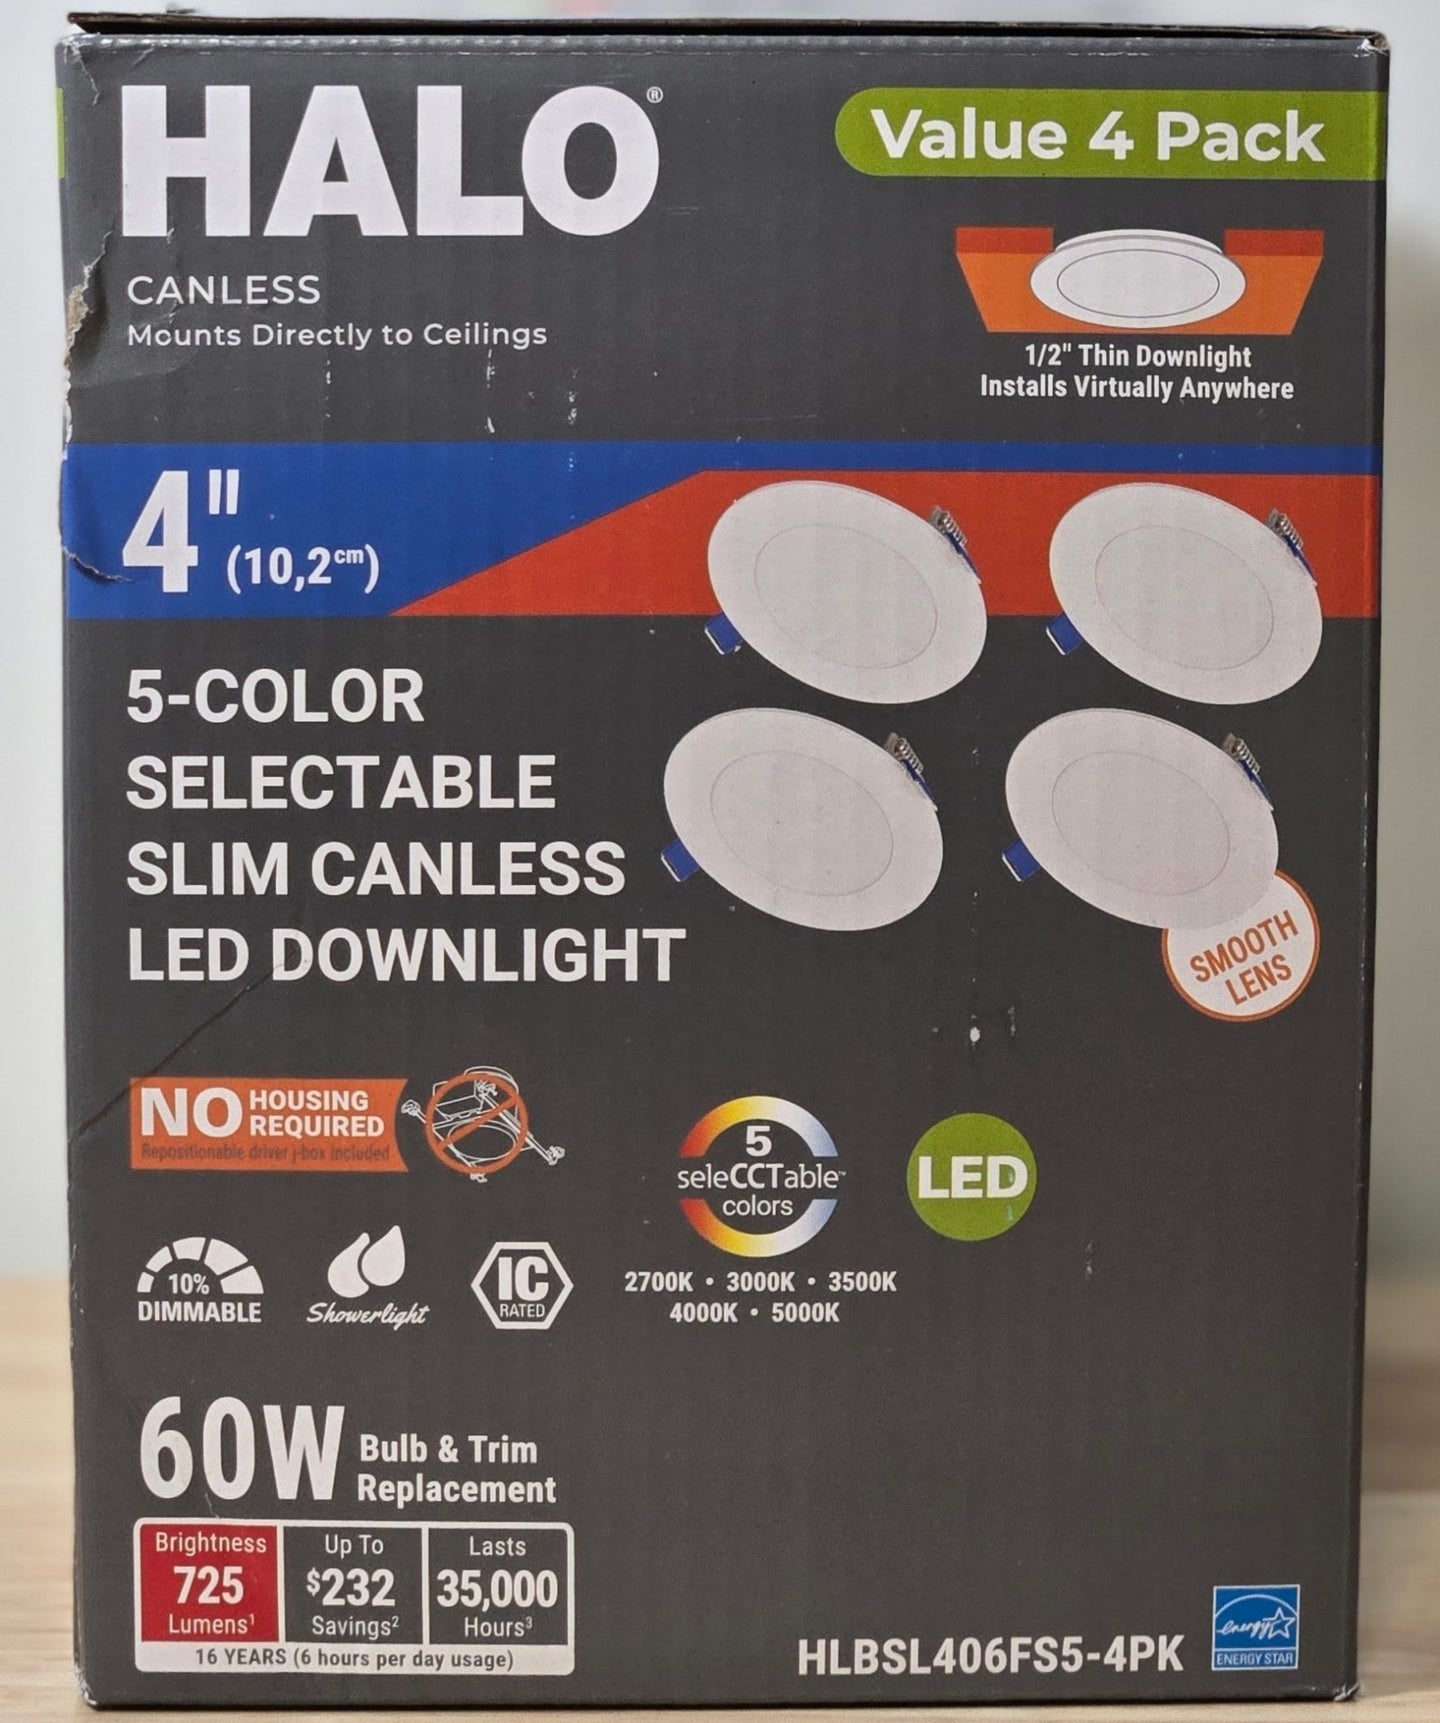 HALO®
Value 4 Pack
CANLESS
Mounts Directly to Ceilings
1/2" Thin Downlight
Installs Virtually Anywhere
4"
(10,2cm)
5-COLOR
SELECTABLE
SLIM CANLESS
LED DOWNLIGHT
SMOOTH
LENS
NO HOUSING
REQUIRED
Repositionable driver j-box included
5
seleCCTable™
colors
LED
2700K • 3000K • 3500K
4000K • 5000K
10%
DIMMABLE
Showerlight
IC
RATED
60W Bulb & Trim
Replacement
Brightness
725
Lumens¹
Up To
$232
Savings²
Lasts
35,000
Hours³
16 YEARS (6 hours per day usage)
HLBSL406FS5-4PK
energy
ENERGY STAR